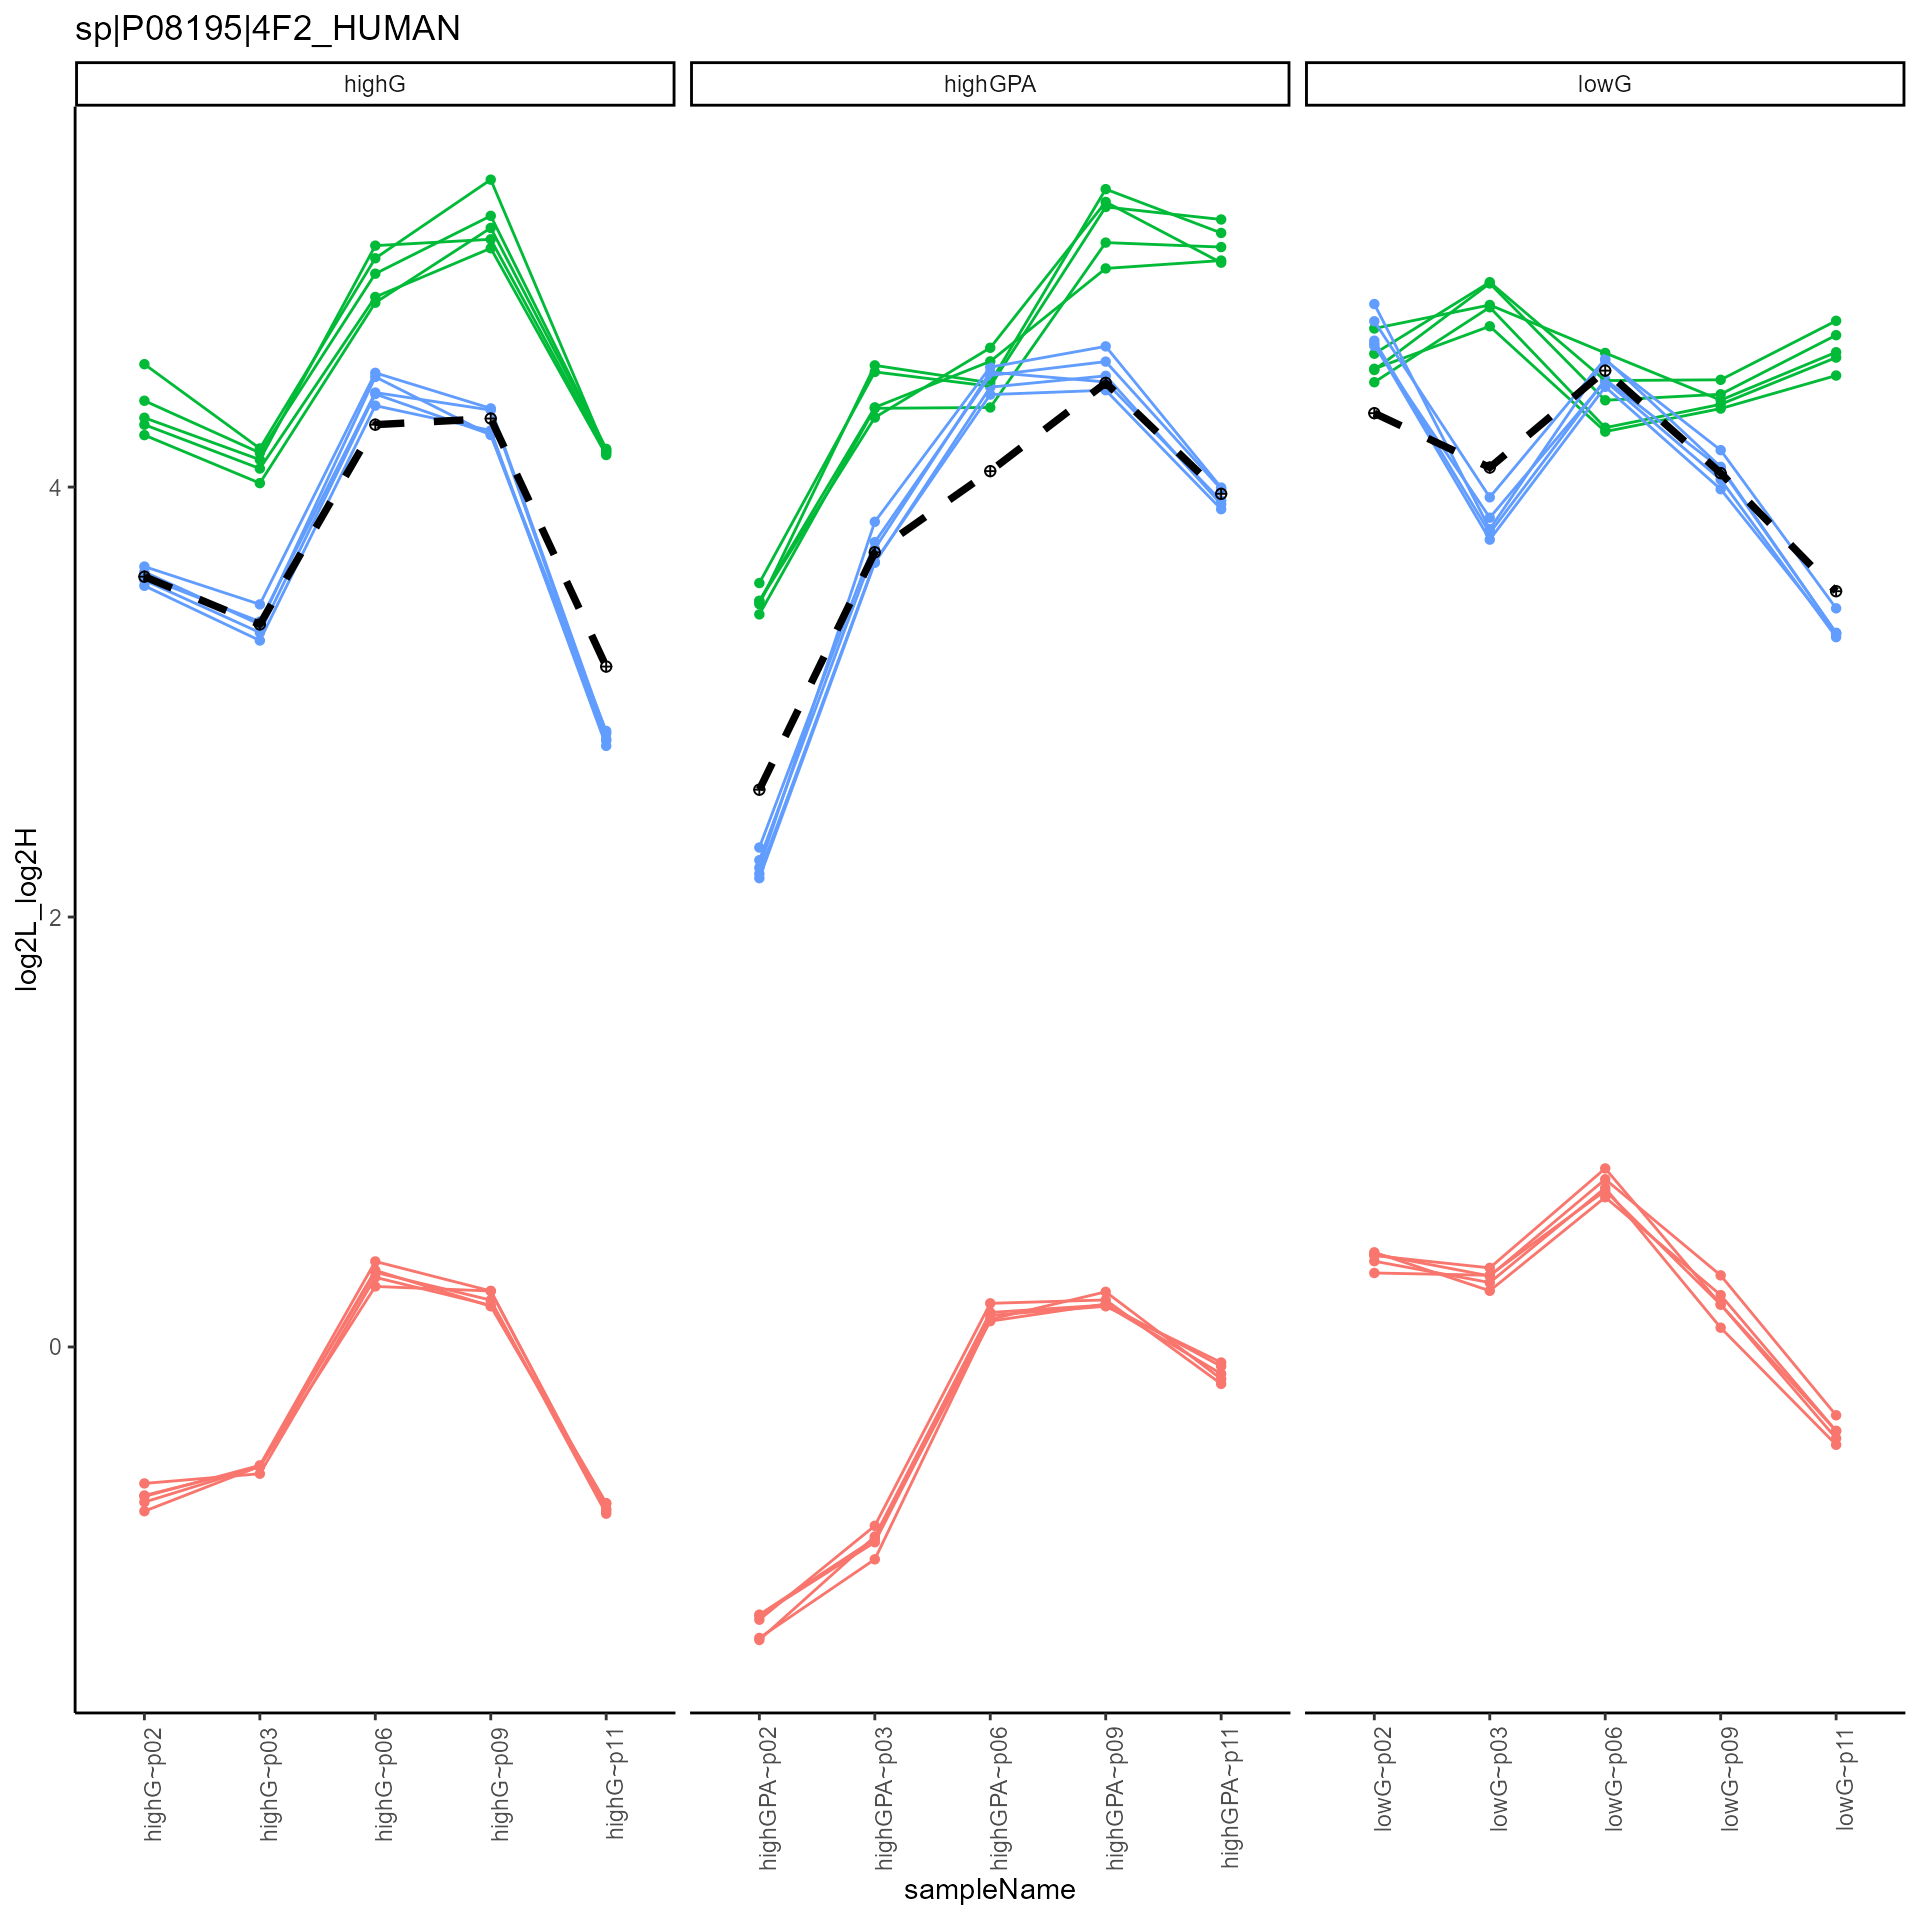 sp|P08195|4F2_HUMAN
highG
highGPA
lowG
log2L_log2H
4
2
0
highG~p02
highG~p03
highG~p06
highG~p09
highG~p11
highGPA~p02
highGPA~p03
highGPA~p06
highGPA~p09
highGPA~p11
lowG~p02
lowG~p03
lowG~p06
lowG~p09
lowG~p11
sampleName